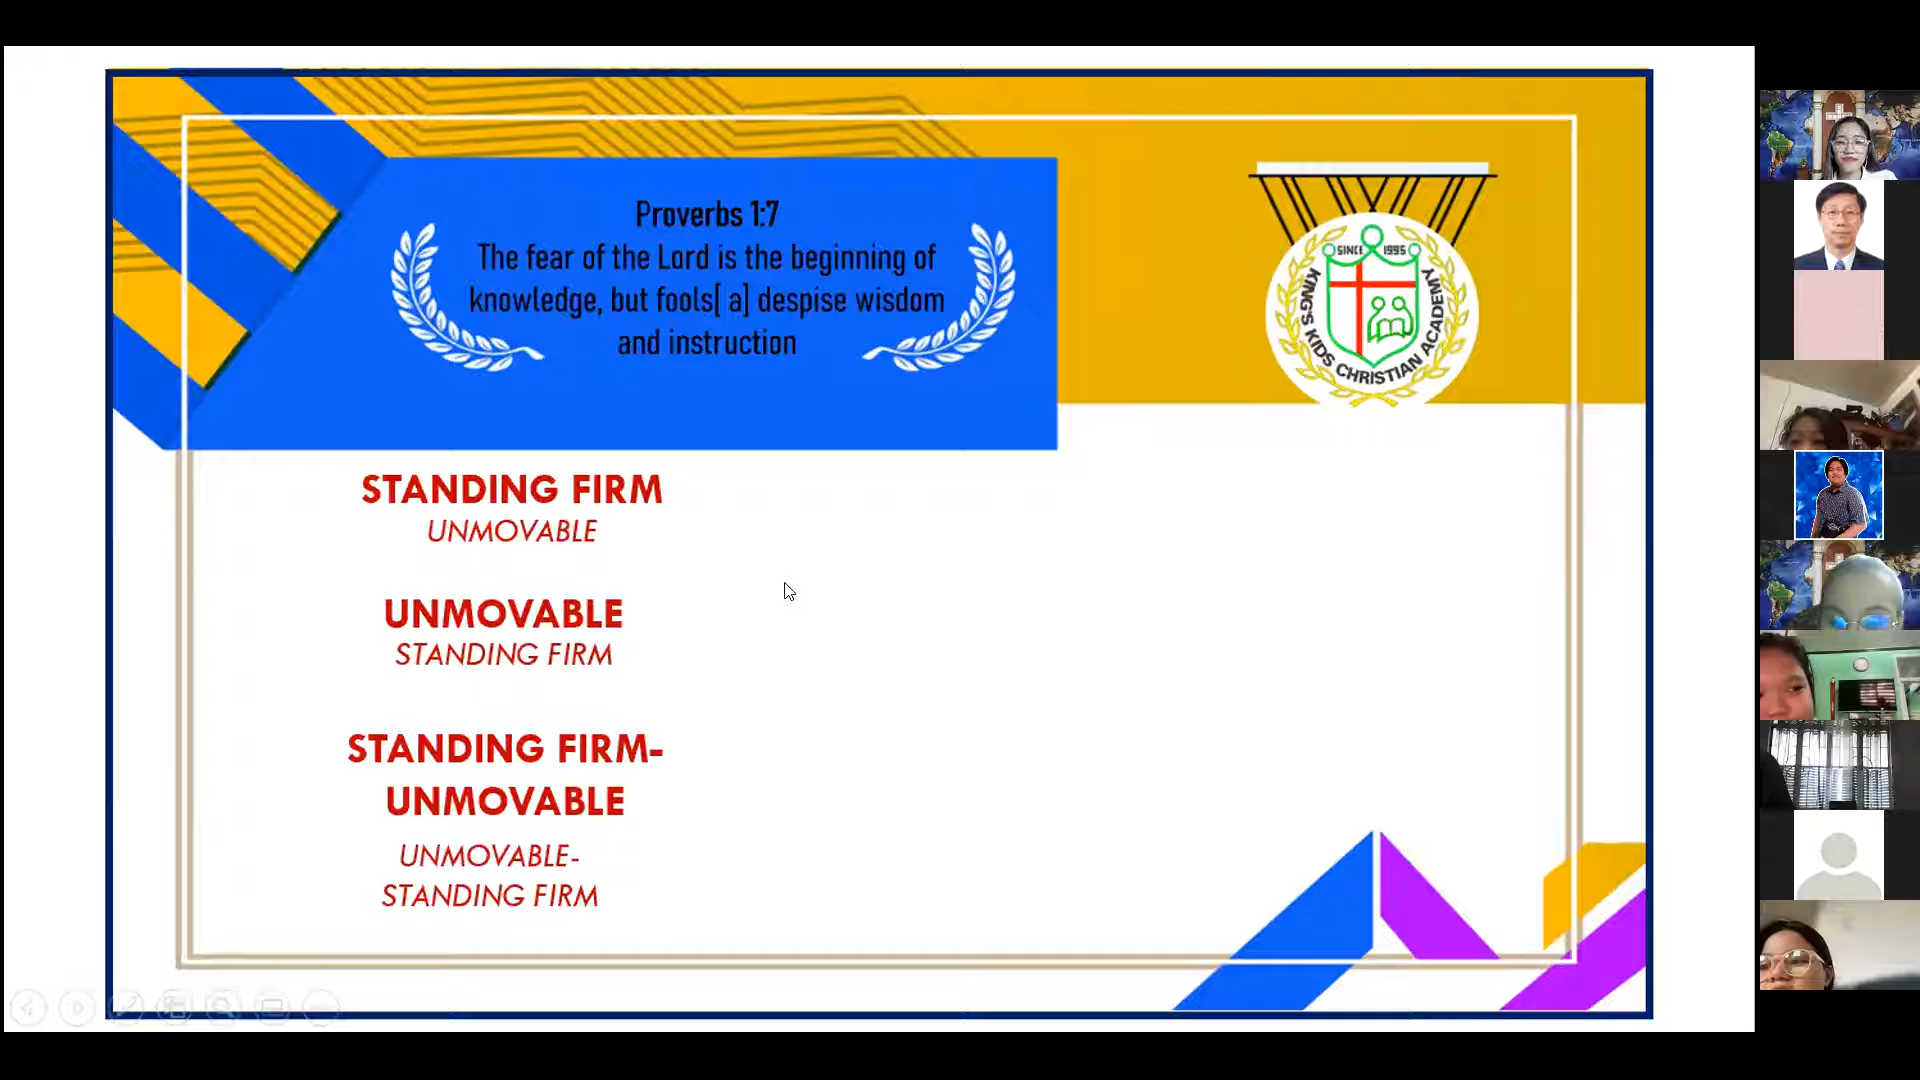 Proverbs 1:7
The fear of the Lord is the beginning of
knowledge, but fools[ a] despise wisdom
and instruction
SINCE 1995
KING'S KIDS CHRISTIAN ACADEMY
STANDING FIRM
UNMOVABLE
UNMOVABLE
STANDING FIRM
STANDING FIRM-
UNMOVABLE
UNMOVABLE-
STANDING FIRM